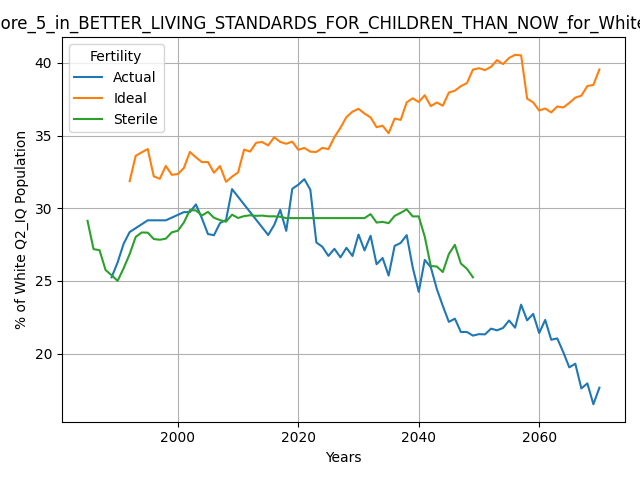 ore_5_in_BETTER_LIVING_STANDARDS_FOR_CHILDREN_THAN_NOW_for_White
Fertility
Actual
Ideal
Sterile
% of White Q2_IQ Population
40
35
30
25
20
2000
2020
2040
2060
Years